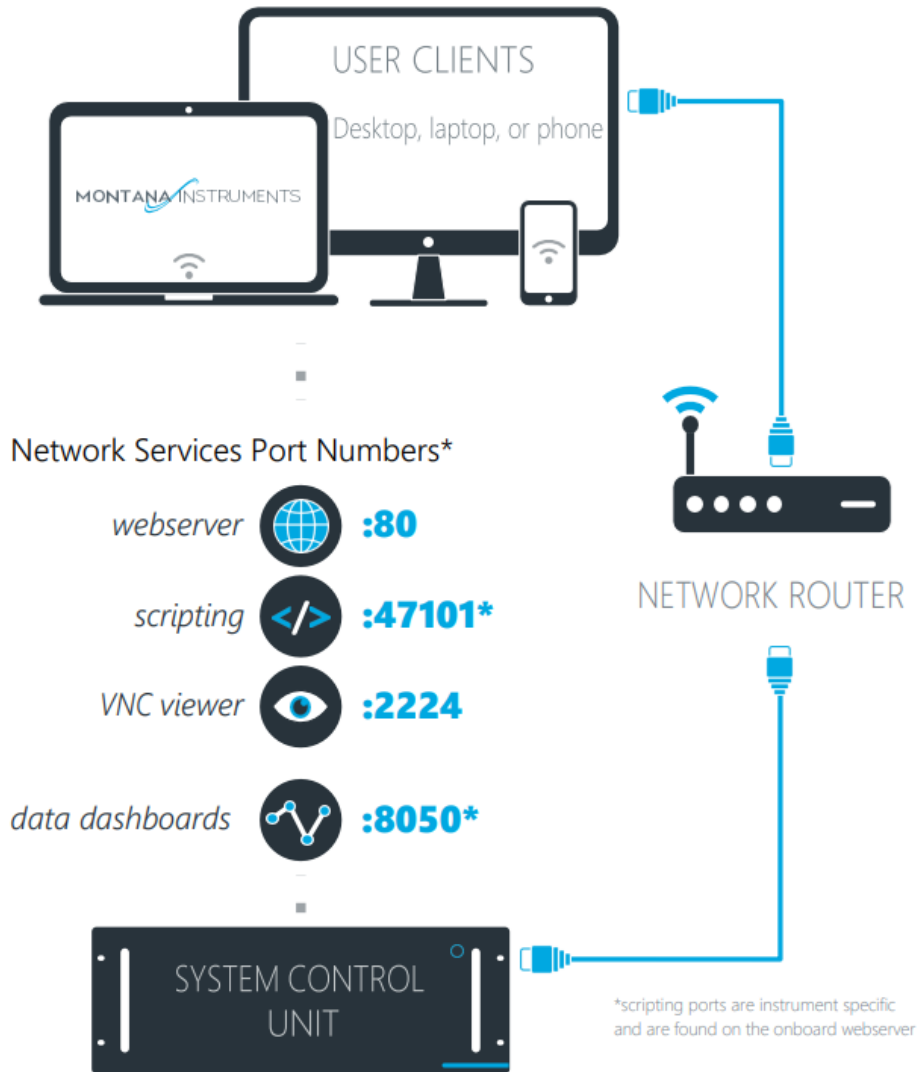 USER CLIENTS
Desktop, laptop, or phone
MONTANA INSTRUMENTS
Network Services Port Numbers*
webserver :80
scripting </> :47101*
VNC viewer :2224
data dashboards :8050*
NETWORK ROUTER
SYSTEM CONTROL
UNIT
*scripting ports are instrument specific
and are found on the onboard webserver